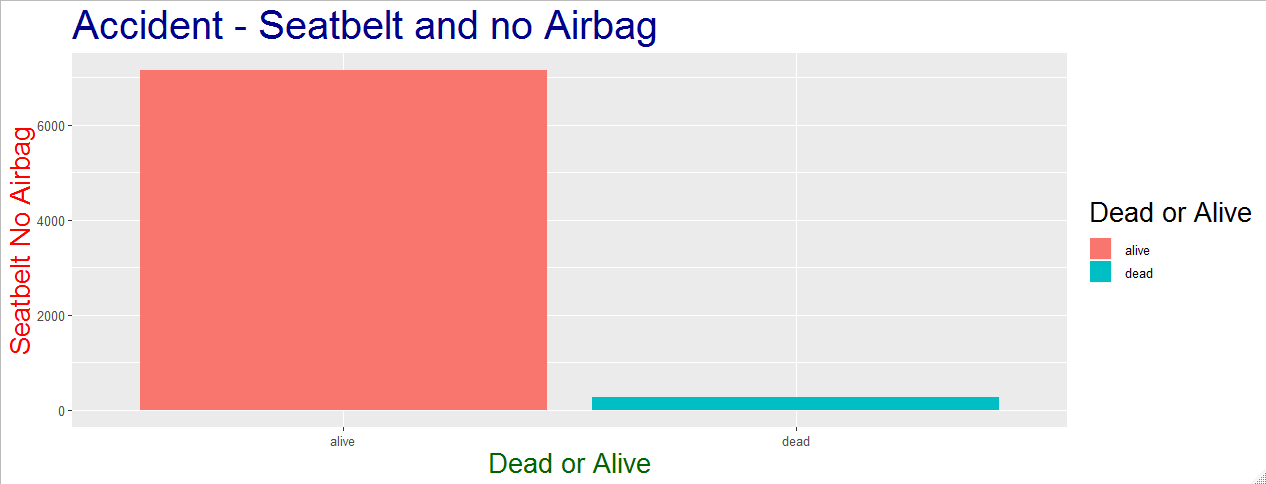 Accident - Seatbelt and no Airbag
Seatbelt No Airbag
6000
4000
2000
0
alive
dead
Dead or Alive
Dead or Alive
alive
dead